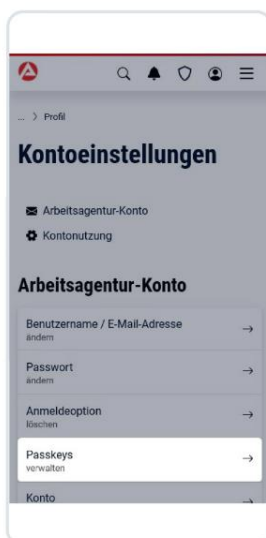 ... > Profil
Kontoeinstellungen
Arbeitsagentur-Konto
Kontonutzung
Arbeitsagentur-Konto
Benutzername / E-Mail-Adresse
ändern
Passwort
ändern
Anmeldeoption
löschen
Passkeys
verwalten
Konto